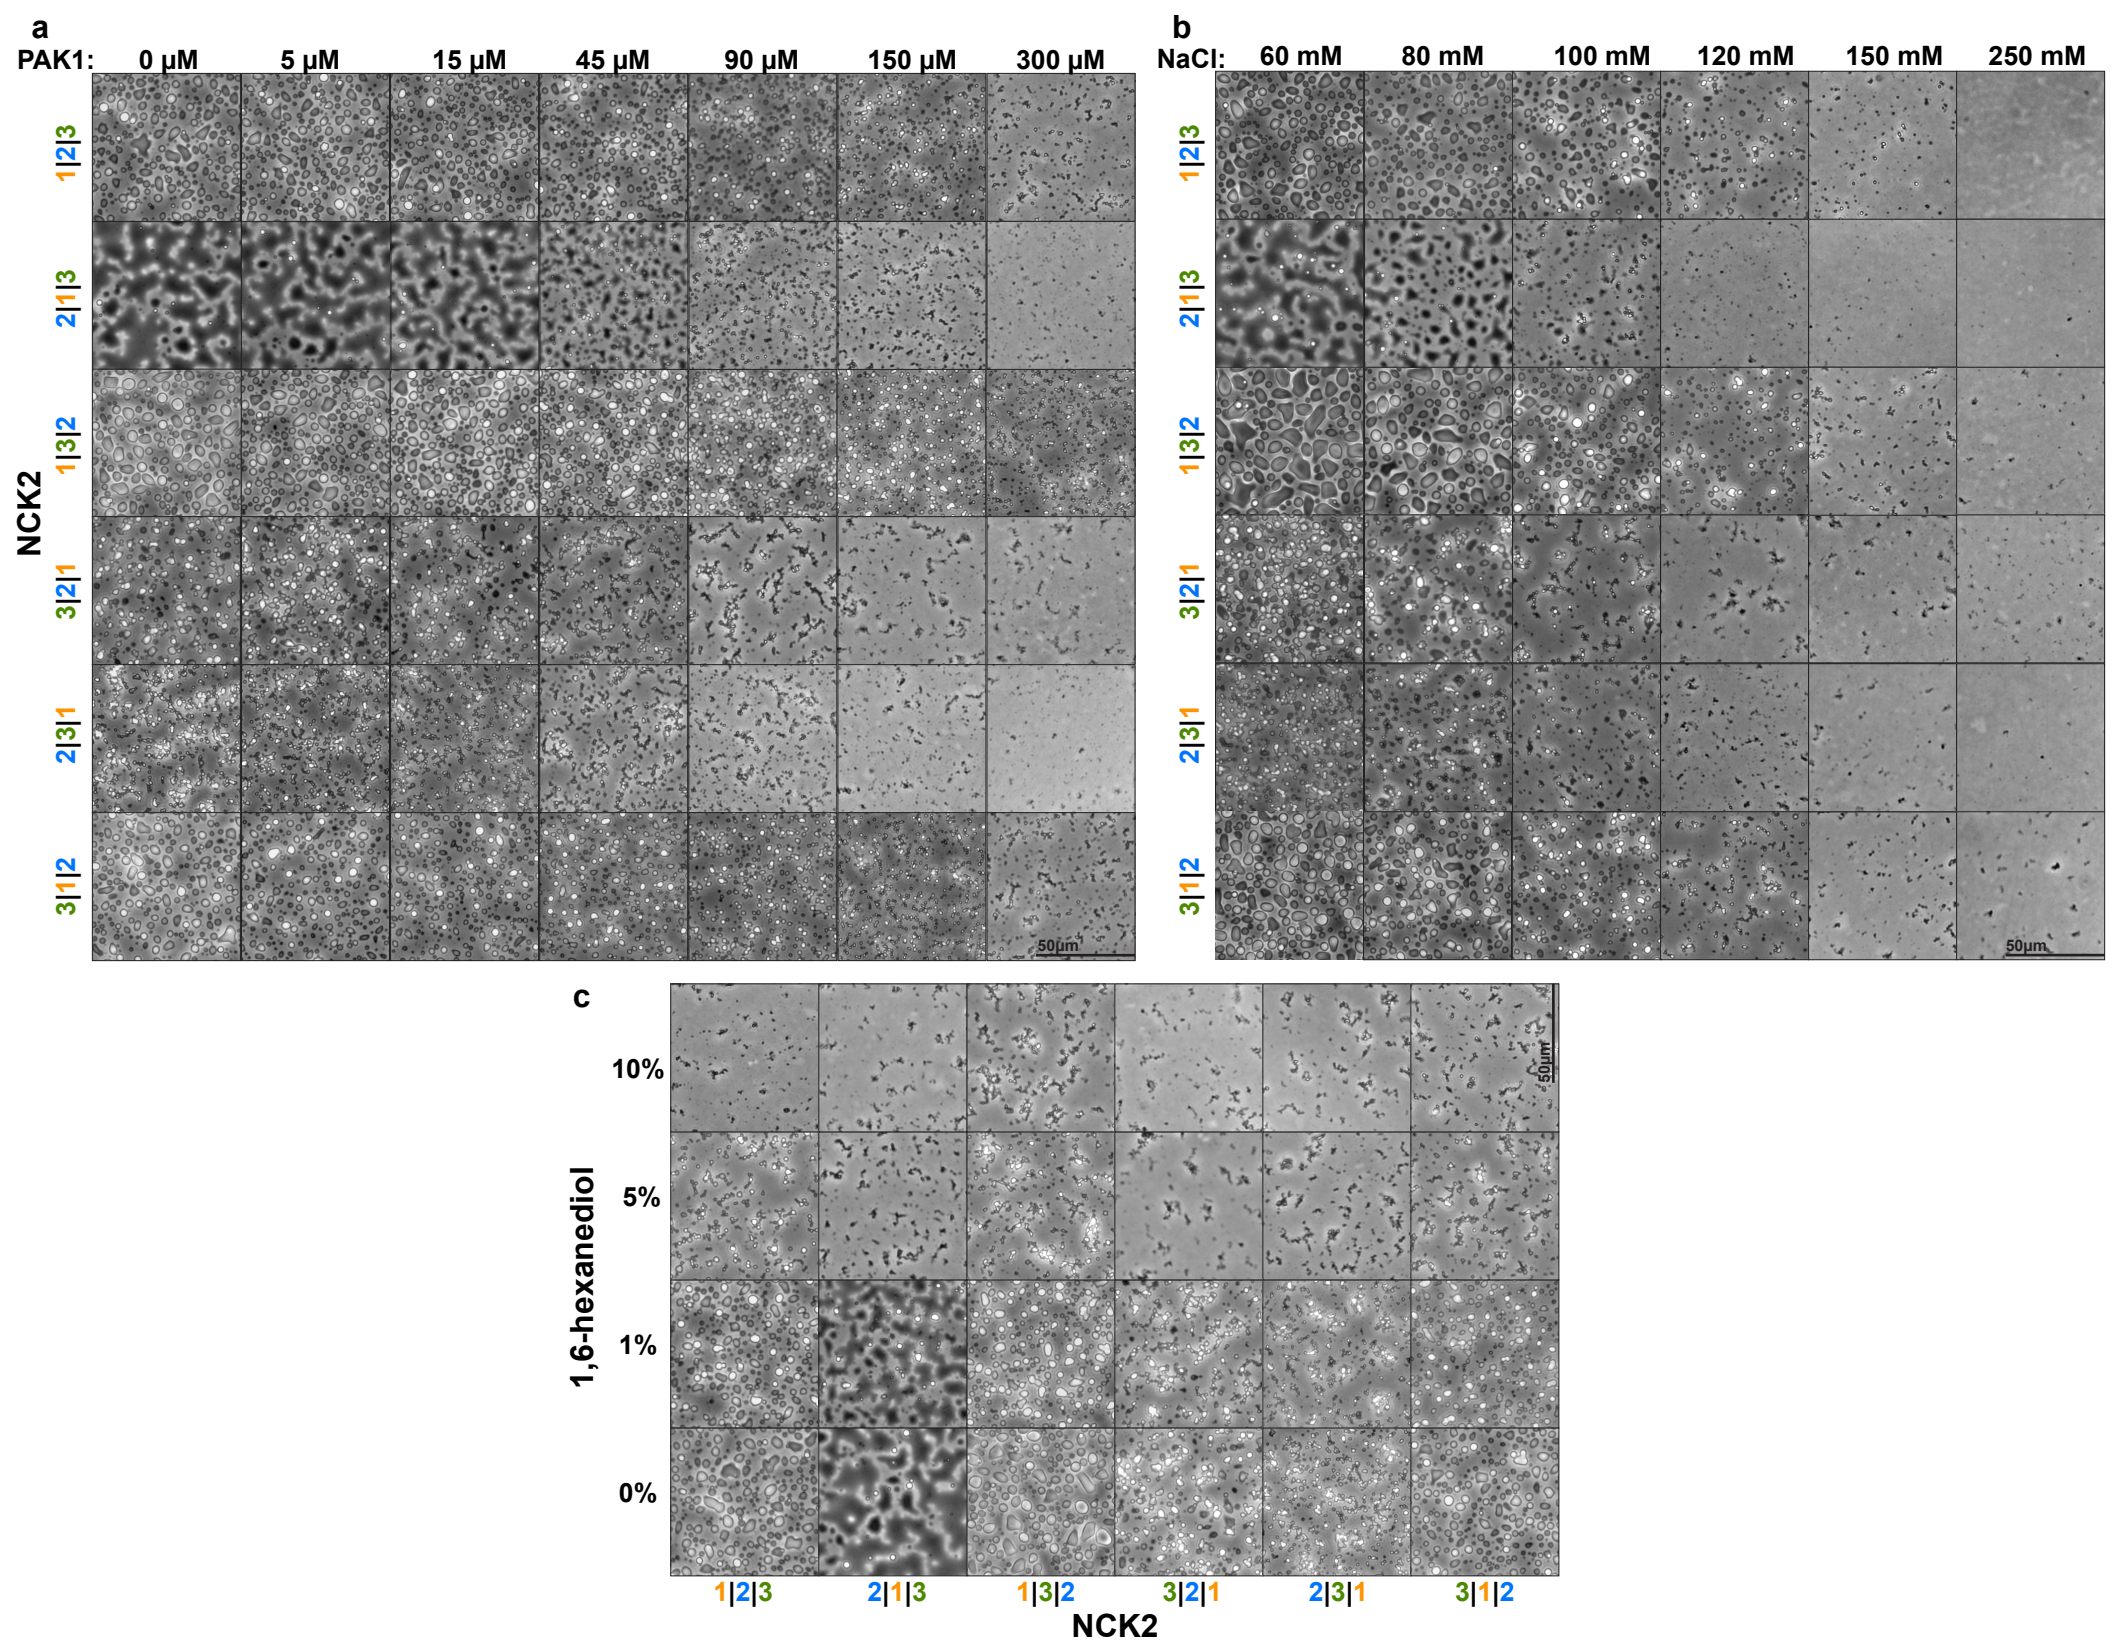 a
PAK1: 0 µM 5 µM 15 µM 45 µM 90 µM 150 µM 300 µM
NCK2
1|2|3
2|1|3
1|3|2
3|2|1
2|3|1
3|1|2
50µm
b
NaCl: 60 mM 80 mM 100 mM 120 mM 150 mM 250 mM
1|2|3
2|1|3
1|3|2
3|2|1
2|3|1
3|1|2
50µm
c
1,6-hexanediol
10%
5%
1%
0%
50µm
1|2|3 2|1|3 1|3|2 3|2|1 2|3|1 3|1|2
NCK2